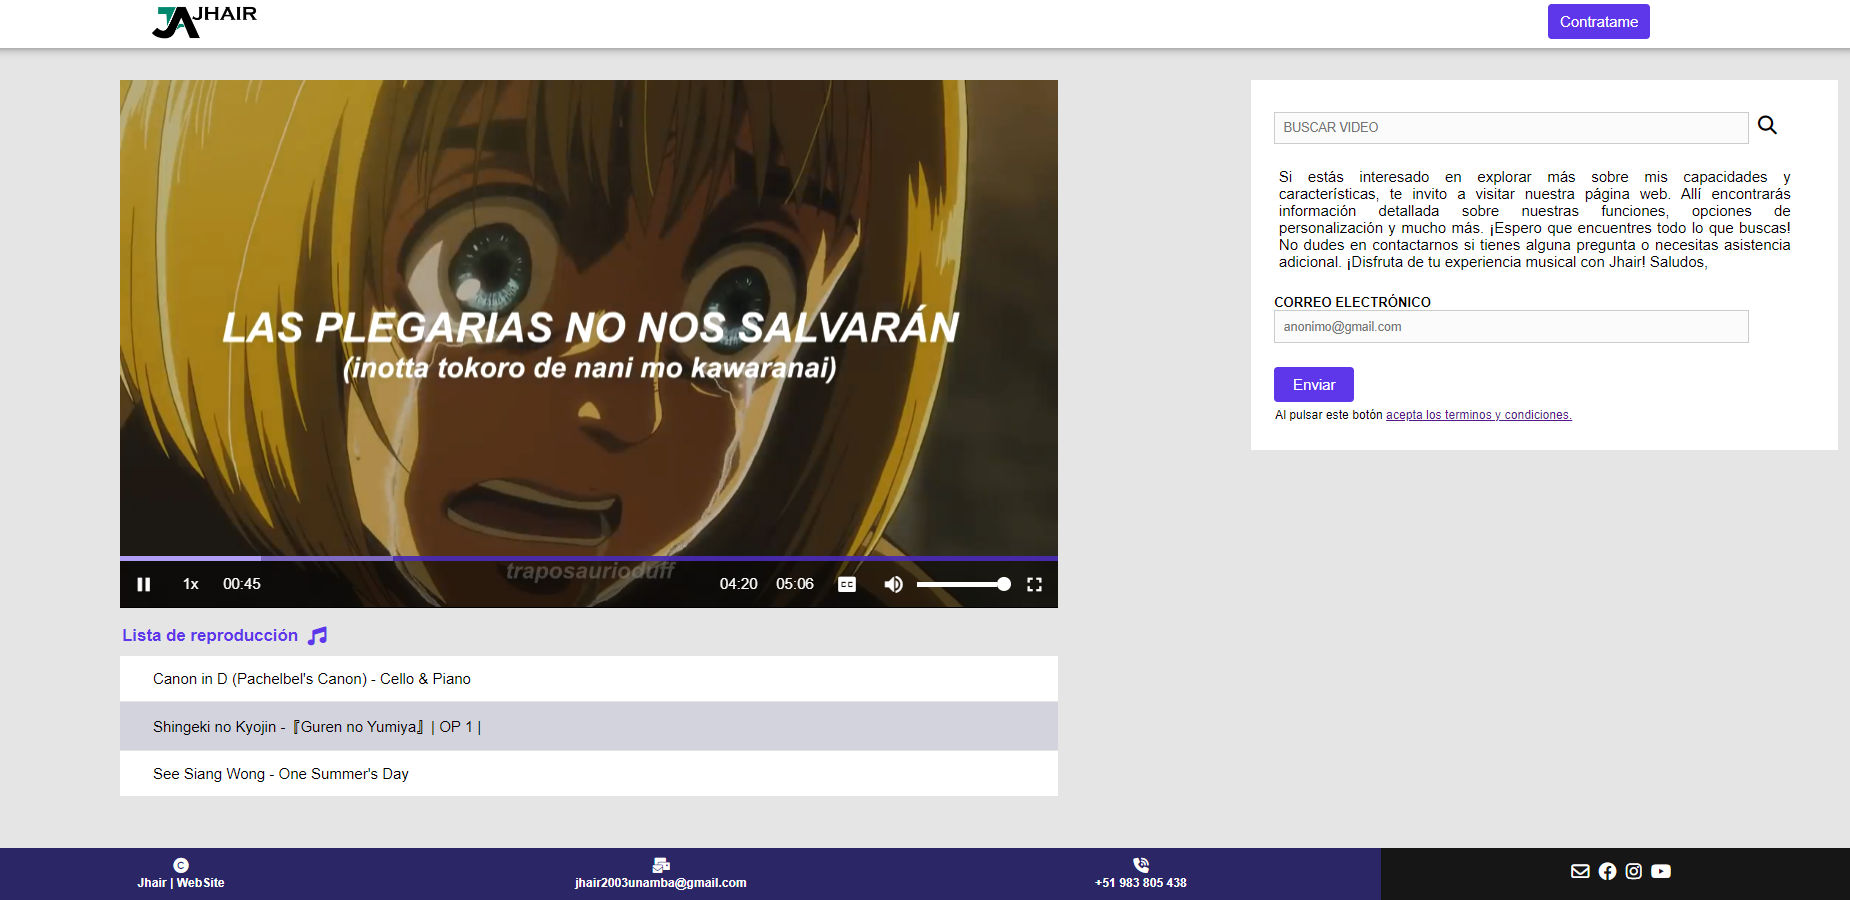 JA JHAIR
Contratame
LAS PLEGARIAS NO NOS SALVARÁN
(inotta tokoro de nani mo kawaranai)
traposaurioduff
1x 00:45 04:20 05:06 CC
Lista de reproducción
Canon in D (Pachelbel's Canon) - Cello & Piano
Shingeki no Kyojin -『Guren no Yumiya』| OP 1 |
See Siang Wong - One Summer's Day
BUSCAR VIDEO
Si estás interesado en explorar más sobre mis capacidades y
características, te invito a visitar nuestra página web. Allí encontrarás
información detallada sobre nuestras funciones, opciones de
personalización y mucho más. ¡Espero que encuentres todo lo que buscas!
No dudes en contactarnos si tienes alguna pregunta o necesitas asistencia
adicional. ¡Disfruta de tu experiencia musical con Jhair! Saludos,
CORREO ELECTRÓNICO
anonimo@gmail.com
Enviar
Al pulsar este botón acepta los terminos y condiciones.
Jhair | WebSite
jhair2003unamba@gmail.com
+51 983 805 438